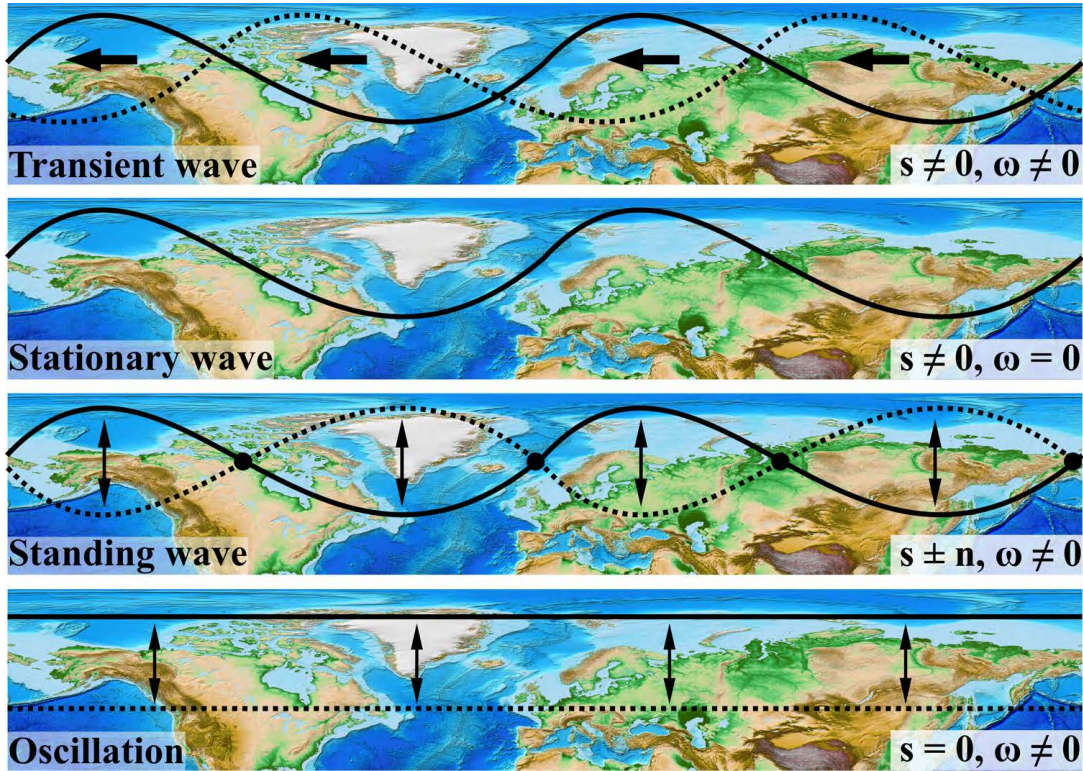 Transient wave
s ≠ 0, ω ≠ 0
Stationary wave
s ≠ 0, ω = 0
Standing wave
s ± n, ω ≠ 0
Oscillation
s = 0, ω ≠ 0